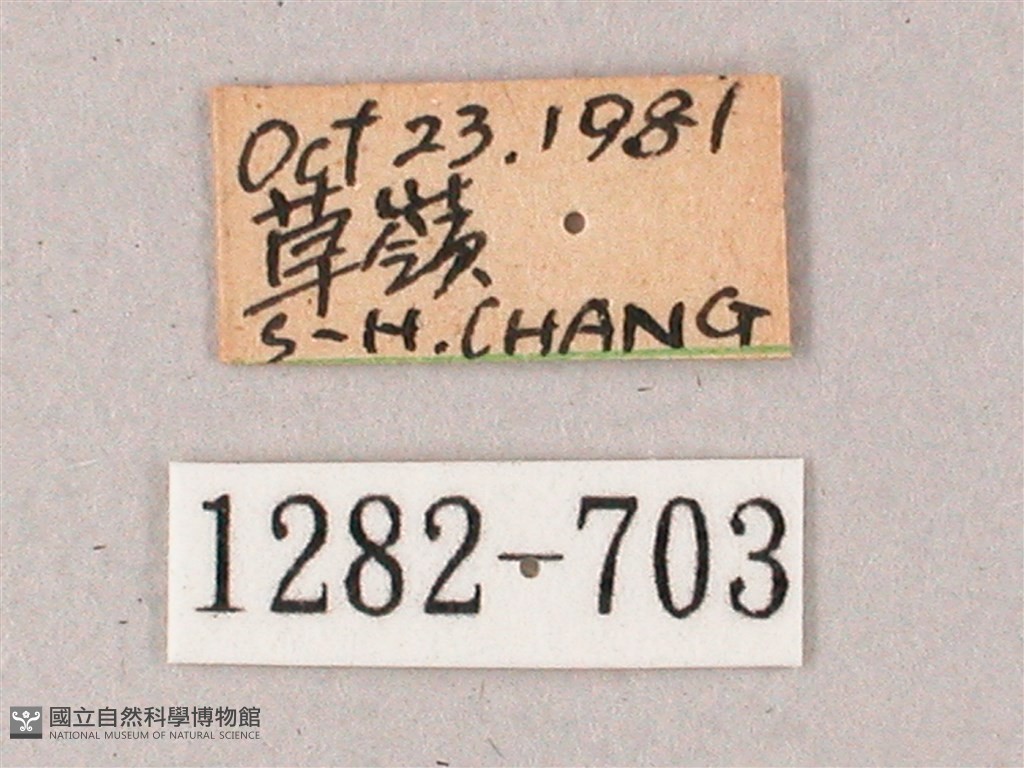 Oct 23.1981
草嶺
S-H.CHANG
1282-703
國立自然科學博物館
NATIONAL MUSEUM OF NATURAL SCIENCE